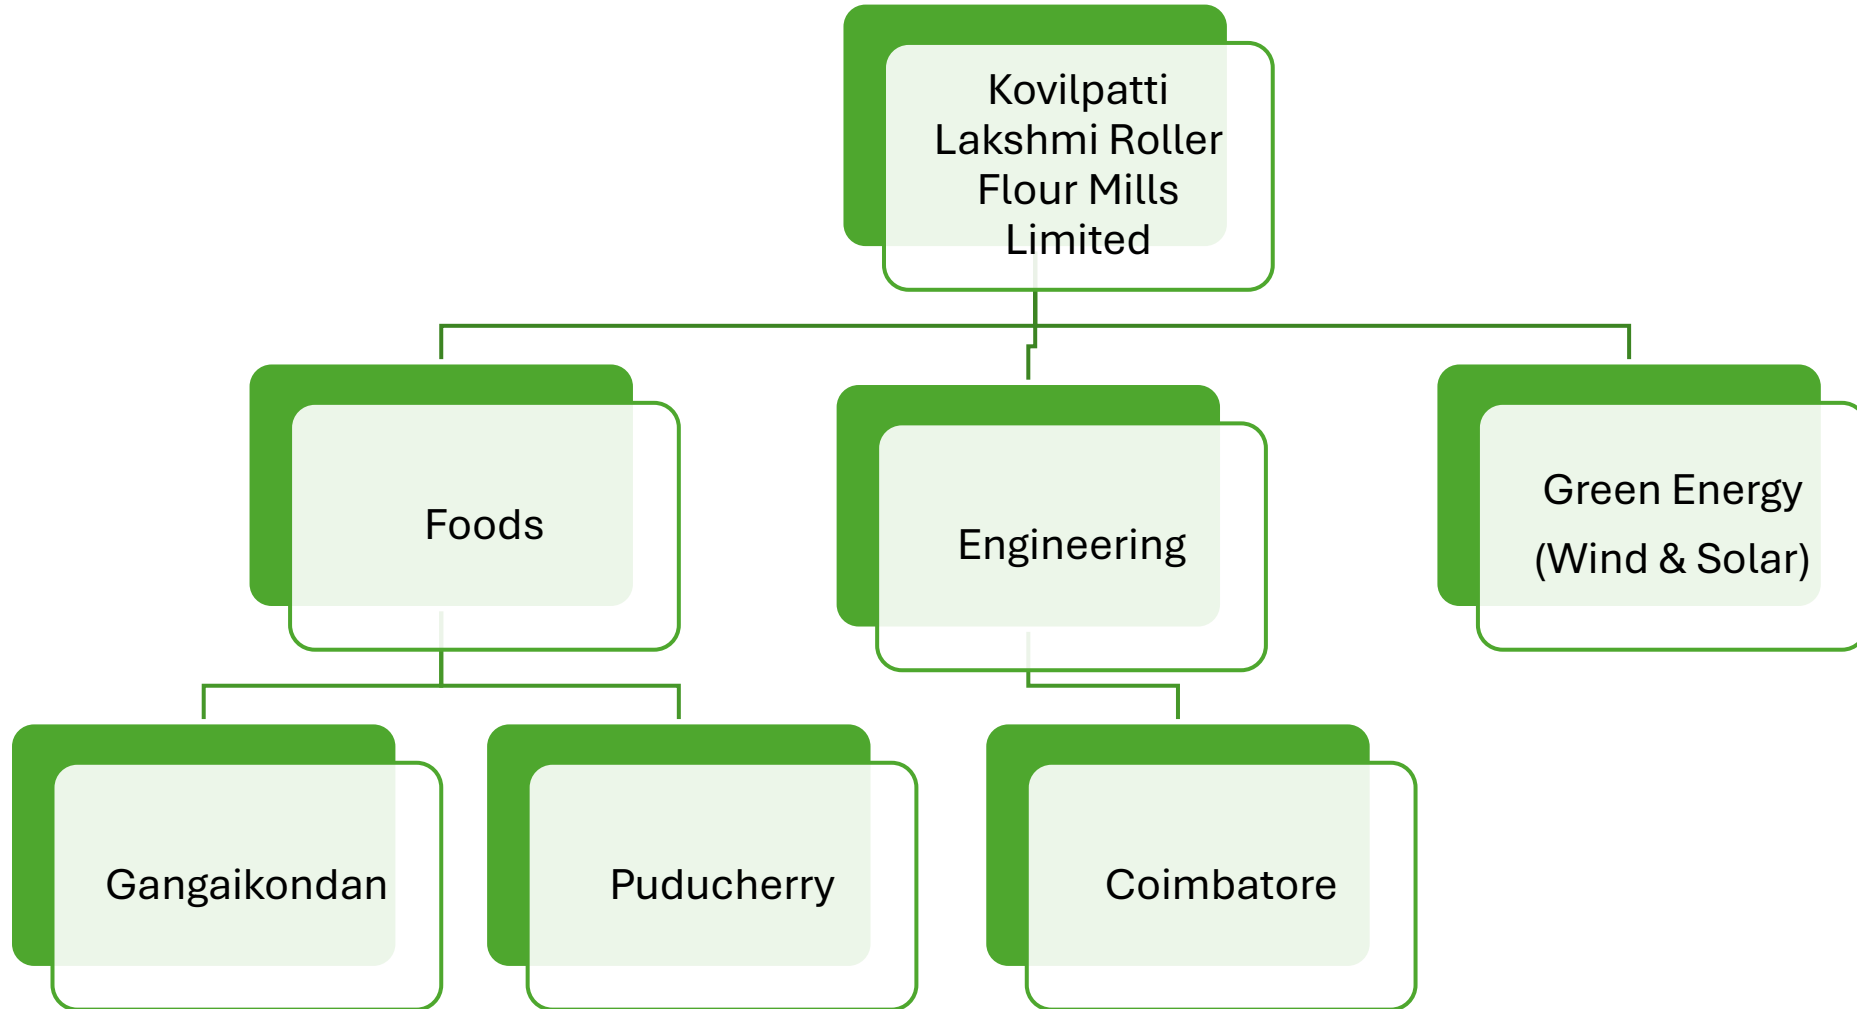 Kovilpatti
Lakshmi Roller
Flour Mills
Limited
Foods
Engineering
Green Energy
(Wind & Solar)
Gangaikondan
Puducherry
Coimbatore